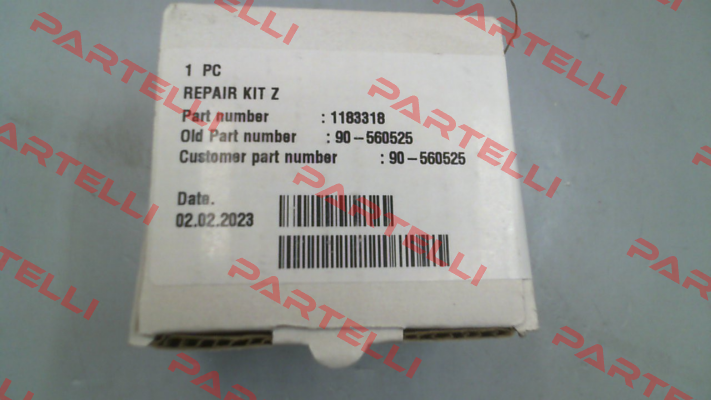 1 PC
REPAIR KIT Z
Part number : 1183318
Old Part number : 90-560525
Customer part number : 90-560525
Date.
02.02.2023
PARTELLI
PARTELLI
PARTELLI
PARTELLI
PARTELLI
PARTELLI
PARTELLI
PARTELLI
PARTELLI